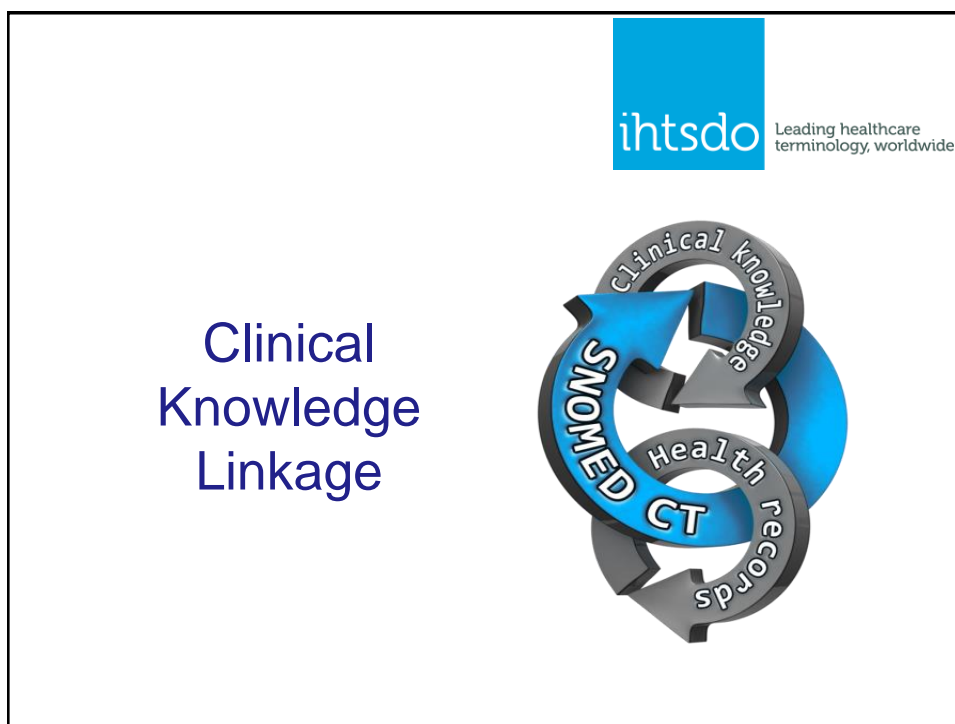 ihtsdo
Leading healthcare
terminology, worldwide
Clinical
Knowledge
Linkage
Clinical knowledge
SNOMED CT
Health records